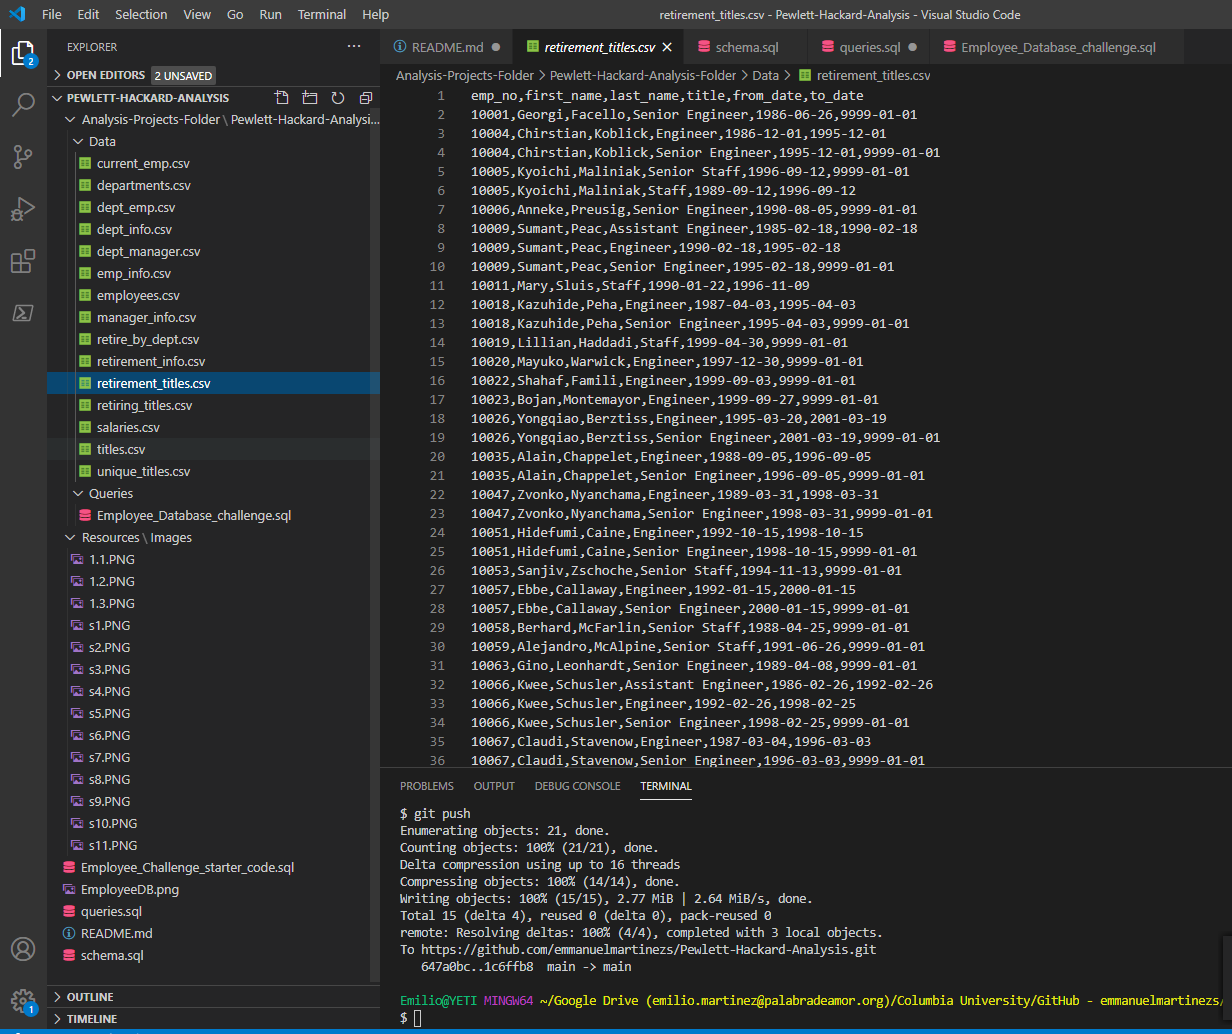 File Edit Selection View Go Run Terminal Help retirement_titles.csv - Pewlett-Hackard-Analysis - Visual Studio Code
EXPLORER ...
OPEN EDITORS 2 UNSAVED
PEWLETT-HACKARD-ANALYSIS
Analysis-Projects-Folder \ Pewlett-Hackard-Analysi...
Data
current_emp.csv
departments.csv
dept_emp.csv
dept_info.csv
dept_manager.csv
emp_info.csv
employees.csv
manager_info.csv
retire_by_dept.csv
retirement_info.csv
retirement_titles.csv
retiring_titles.csv
salaries.csv
titles.csv
unique_titles.csv
Queries
Employee_Database_challenge.sql
Resources \ Images
1.1.PNG
1.2.PNG
1.3.PNG
s1.PNG
s2.PNG
s3.PNG
s4.PNG
s5.PNG
s6.PNG
s7.PNG
s8.PNG
s9.PNG
s10.PNG
s11.PNG
Employee_Challenge_starter_code.sql
EmployeeDB.png
queries.sql
README.md
schema.sql
OUTLINE
TIMELINE
2
1
README.md retirement_titles.csv schema.sql queries.sql Employee_Database_challenge.sql
Analysis-Projects-Folder > Pewlett-Hackard-Analysis-Folder > Data > retirement_titles.csv
1 emp_no,first_name,last_name,title,from_date,to_date
2 10001,Georgi,Facello,Senior Engineer,1986-06-26,9999-01-01
3 10004,Chirstian,Koblick,Engineer,1986-12-01,1995-12-01
4 10004,Chirstian,Koblick,Senior Engineer,1995-12-01,9999-01-01
5 10005,Kyoichi,Maliniak,Senior Staff,1996-09-12,9999-01-01
6 10005,Kyoichi,Maliniak,Staff,1989-09-12,1996-09-12
7 10006,Anneke,Preusig,Senior Engineer,1990-08-05,9999-01-01
8 10009,Sumant,Peac,Assistant Engineer,1985-02-18,1990-02-18
9 10009,Sumant,Peac,Engineer,1990-02-18,1995-02-18
10 10009,Sumant,Peac,Senior Engineer,1995-02-18,9999-01-01
11 10011,Mary,Sluis,Staff,1990-01-22,1996-11-09
12 10018,Kazuhide,Peha,Engineer,1987-04-03,1995-04-03
13 10018,Kazuhide,Peha,Senior Engineer,1995-04-03,9999-01-01
14 10019,Lillian,Haddadi,Staff,1999-04-30,9999-01-01
15 10020,Mayuko,Warwick,Engineer,1997-12-30,9999-01-01
16 10022,Shahaf,Famili,Engineer,1999-09-03,9999-01-01
17 10023,Bojan,Montemayor,Engineer,1999-09-27,9999-01-01
18 10026,Yongqiao,Berztiss,Engineer,1995-03-20,2001-03-19
19 10026,Yongqiao,Berztiss,Senior Engineer,2001-03-19,9999-01-01
20 10035,Alain,Chappelet,Engineer,1988-09-05,1996-09-05
21 10035,Alain,Chappelet,Senior Engineer,1996-09-05,9999-01-01
22 10047,Zvonko,Nyanchama,Engineer,1989-03-31,1998-03-31
23 10047,Zvonko,Nyanchama,Senior Engineer,1998-03-31,9999-01-01
24 10051,Hidefumi,Caine,Engineer,1992-10-15,1998-10-15
25 10051,Hidefumi,Caine,Senior Engineer,1998-10-15,9999-01-01
26 10053,Sanjiv,Zschoche,Senior Staff,1994-11-13,9999-01-01
27 10057,Ebbe,Callaway,Engineer,1992-01-15,2000-01-15
28 10057,Ebbe,Callaway,Senior Engineer,2000-01-15,9999-01-01
29 10058,Berhard,McFarlin,Senior Staff,1988-04-25,9999-01-01
30 10059,Alejandro,McAlpine,Senior Staff,1991-06-26,9999-01-01
31 10063,Gino,Leonhardt,Senior Engineer,1989-04-08,9999-01-01
32 10066,Kwee,Schusler,Assistant Engineer,1986-02-26,1992-02-26
33 10066,Kwee,Schusler,Engineer,1992-02-26,1998-02-25
34 10066,Kwee,Schusler,Senior Engineer,1998-02-25,9999-01-01
35 10067,Claudi,Stavenow,Engineer,1987-03-04,1996-03-03
36 10067,Claudi,Stavenow,Senior Engineer,1996-03-03,9999-01-01
PROBLEMS OUTPUT DEBUG CONSOLE TERMINAL
$ git push
Enumerating objects: 21, done.
Counting objects: 100% (21/21), done.
Delta compression using up to 16 threads
Compressing objects: 100% (14/14), done.
Writing objects: 100% (15/15), 2.77 MiB | 2.64 MiB/s, done.
Total 15 (delta 4), reused 0 (delta 0), pack-reused 0
remote: Resolving deltas: 100% (4/4), completed with 3 local objects.
To https://github.com/emmanuelmartinezs/Pewlett-Hackard-Analysis.git
647a0bc..1c6ffb8 main -> main
Emilio@YETI MINGW64 ~/Google Drive (emilio.martinez@palabradeamor.org)/Columbia University/GitHub - emmanuelmartinezs/
$